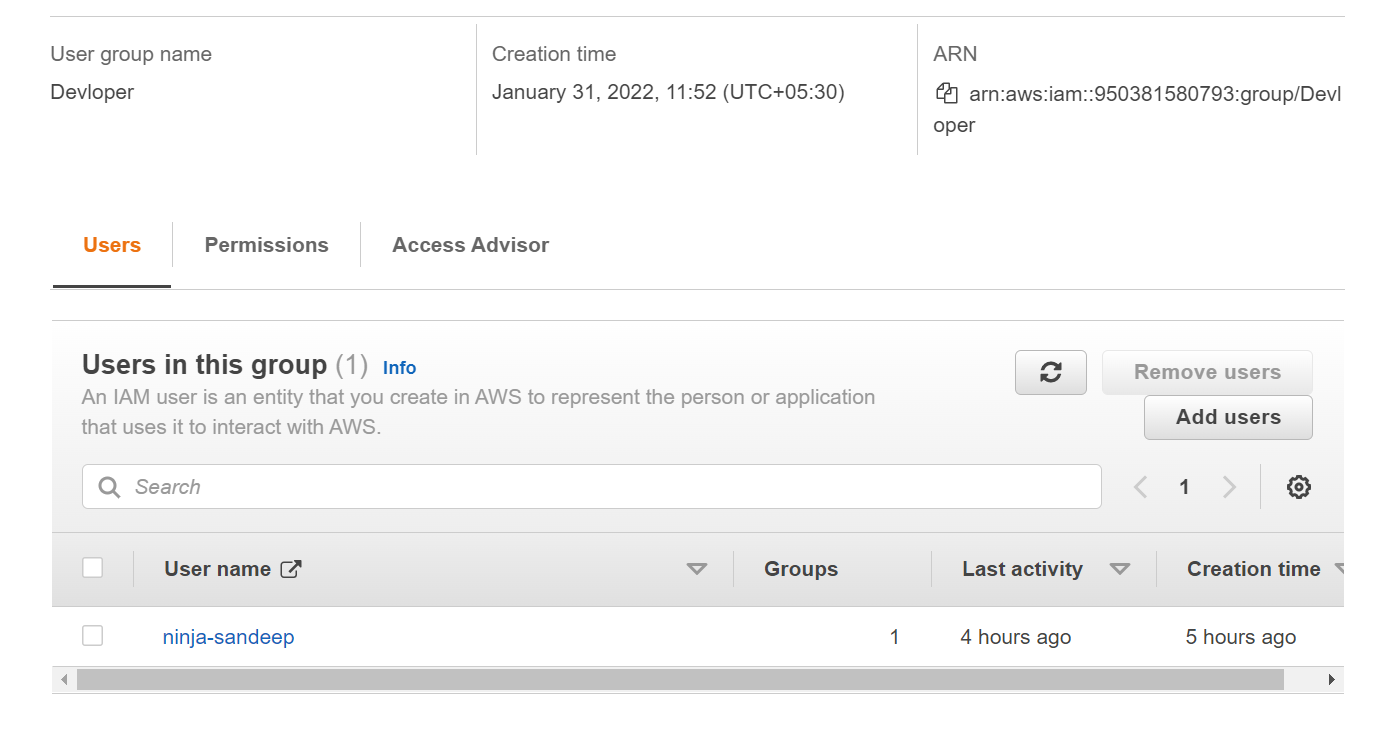 User group name
Devloper
Creation time
January 31, 2022, 11:52 (UTC+05:30)
ARN
arn:aws:iam::950381580793:group/Devl
oper
Users
Permissions
Access Advisor
Users in this group (1) Info
An IAM user is an entity that you create in AWS to represent the person or application
that uses it to interact with AWS.
Remove users
Add users
Search
1
User name Groups Last activity Creation time
ninja-sandeep 1 4 hours ago 5 hours ago